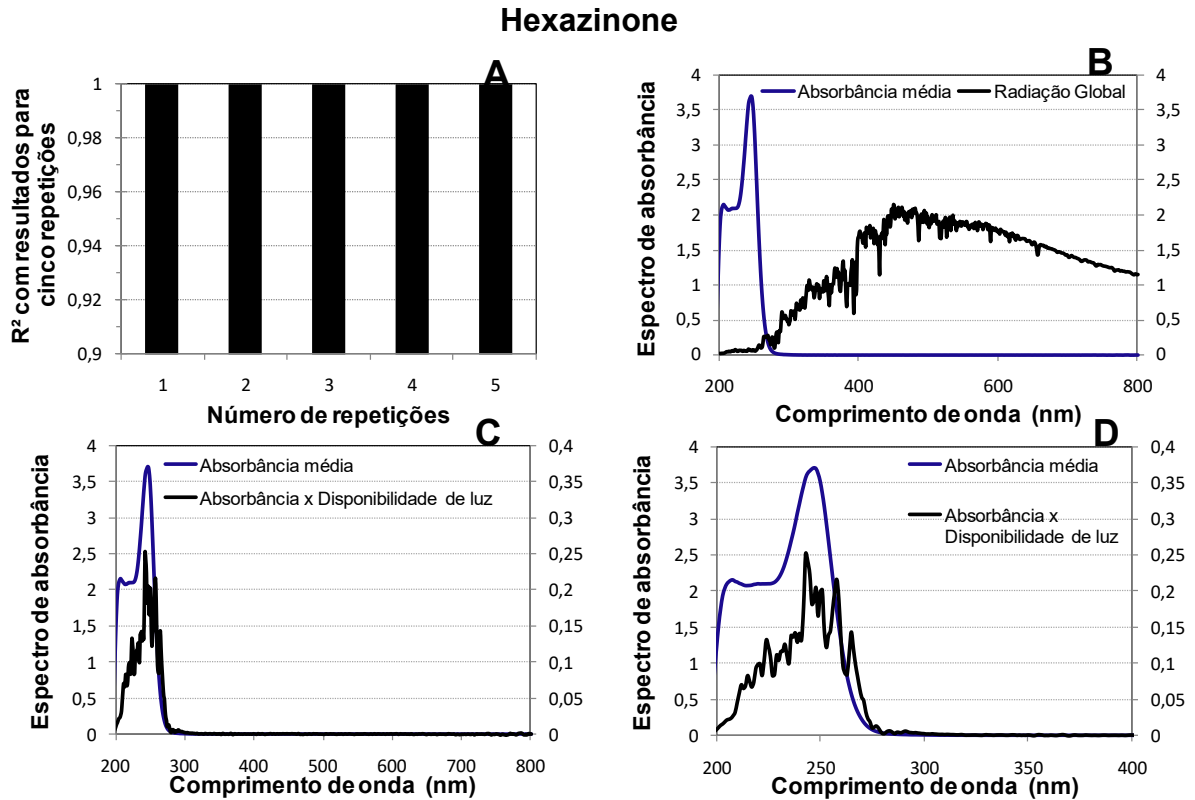 Hexazinone
A
R² com resultados para
cinco repetições
1
0,98
0,96
0,94
0,92
0,9
1 2 3 4 5
Número de repetições
B
Absorbância média Radiação Global
Espectro de absorbância
4
3,5
3
2,5
2
1,5
1
0,5
0
4
3,5
3
2,5
2
1,5
1
0,5
0
200 400 600 800
Comprimento de onda (nm)
C
Absorbância média
Absorbância x Disponibilidade de luz
Espectro de absorbância
4
3,5
3
2,5
2
1,5
1
0,5
0
0,4
0,35
0,3
0,25
0,2
0,15
0,1
0,05
0
200 300 400 500 600 700 800
Comprimento de onda (nm)
D
Absorbância média
Absorbância x
Disponibilidade de luz
Espectro de absorbância
4
3,5
3
2,5
2
1,5
1
0,5
0
0,4
0,35
0,3
0,25
0,2
0,15
0,1
0,05
0
200 250 300 350 400
Comprimento de onda (nm)